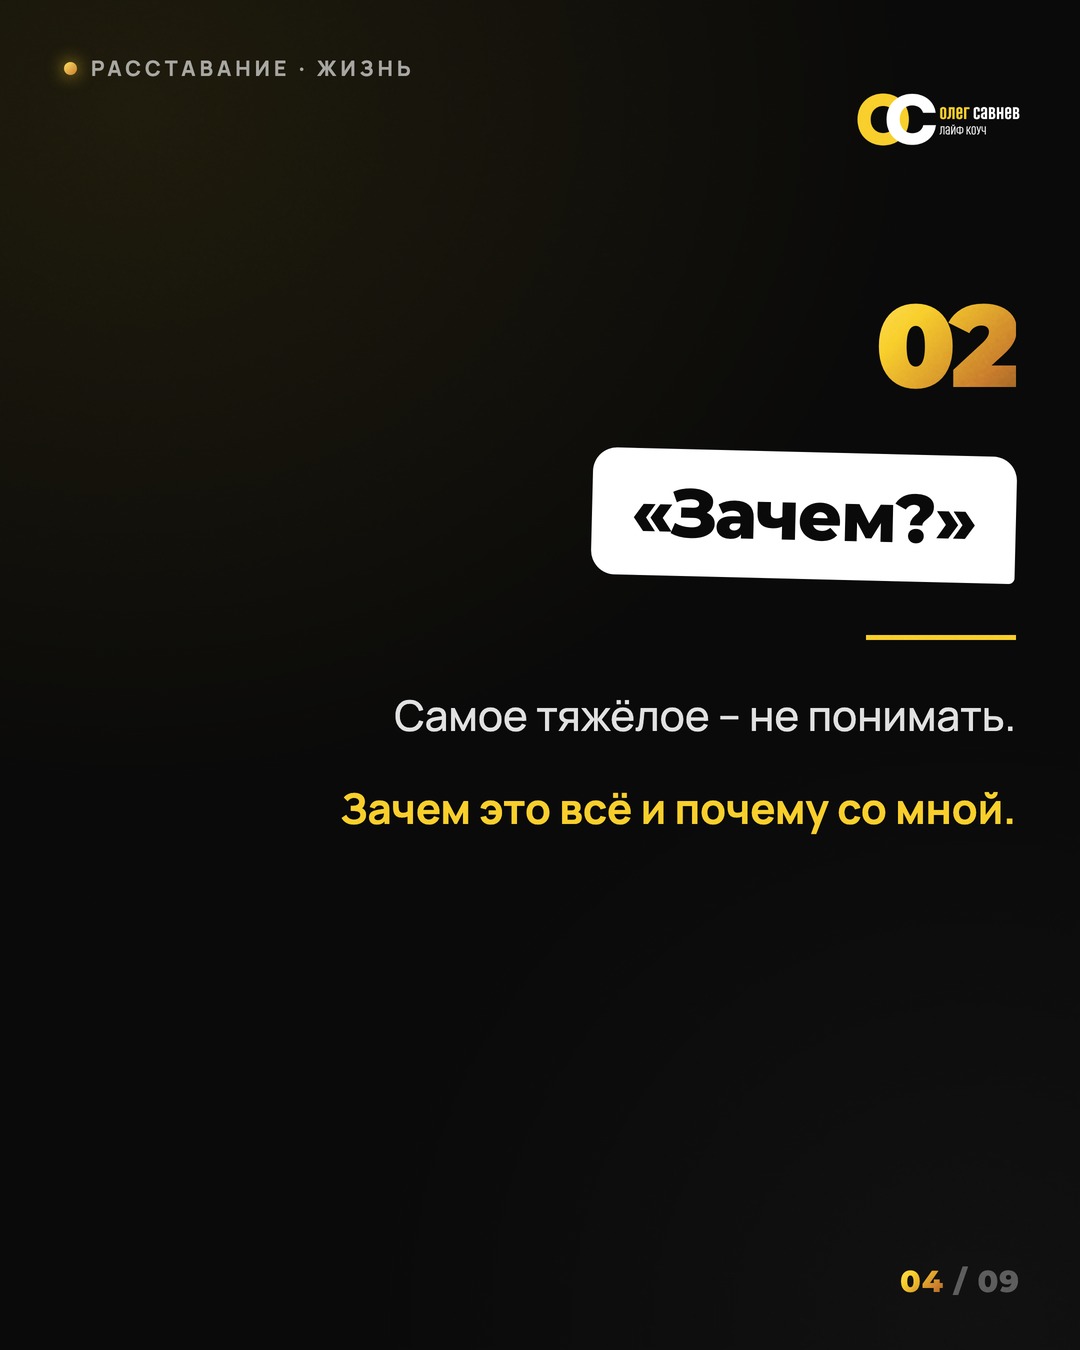 РАССТАВАНИЕ · ЖИЗНЬ
ОС олег савнев
ЛАЙФ КОУЧ
02
«Зачем?»
Самое тяжёлое – не понимать.
Зачем это всё и почему со мной.
04 / 09